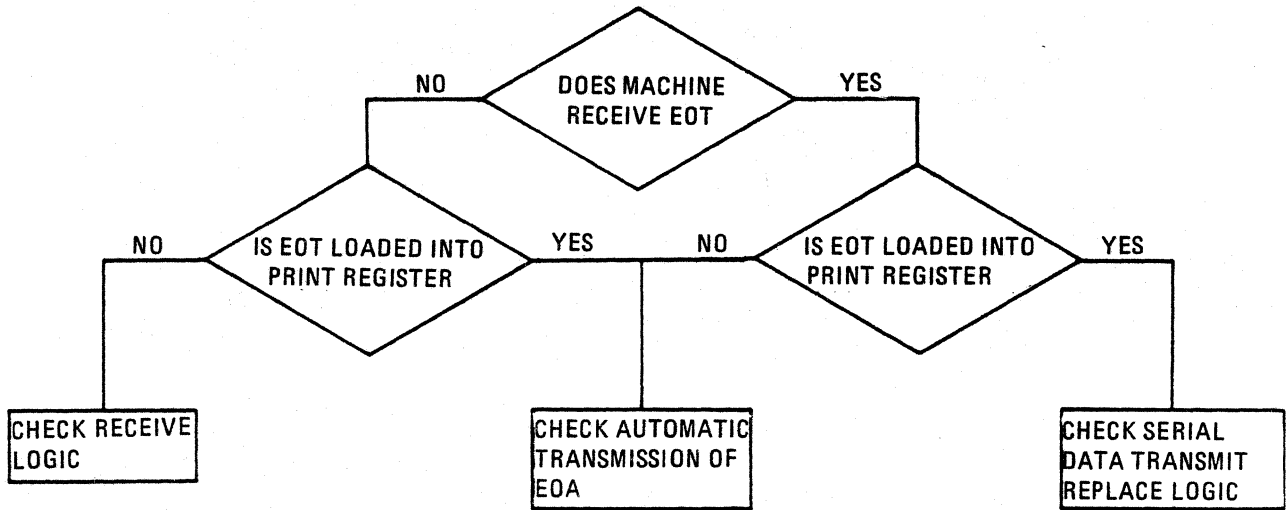 DOES MACHINE
RECEIVE EOT
NO
YES
IS EOT LOADED INTO
PRINT REGISTER
NO
YES
IS EOT LOADED INTO
PRINT REGISTER
NO
YES
CHECK RECEIVE
LOGIC
CHECK AUTOMATIC
TRANSMISSION OF
EOA
CHECK SERIAL
DATA TRANSMIT
REPLACE LOGIC